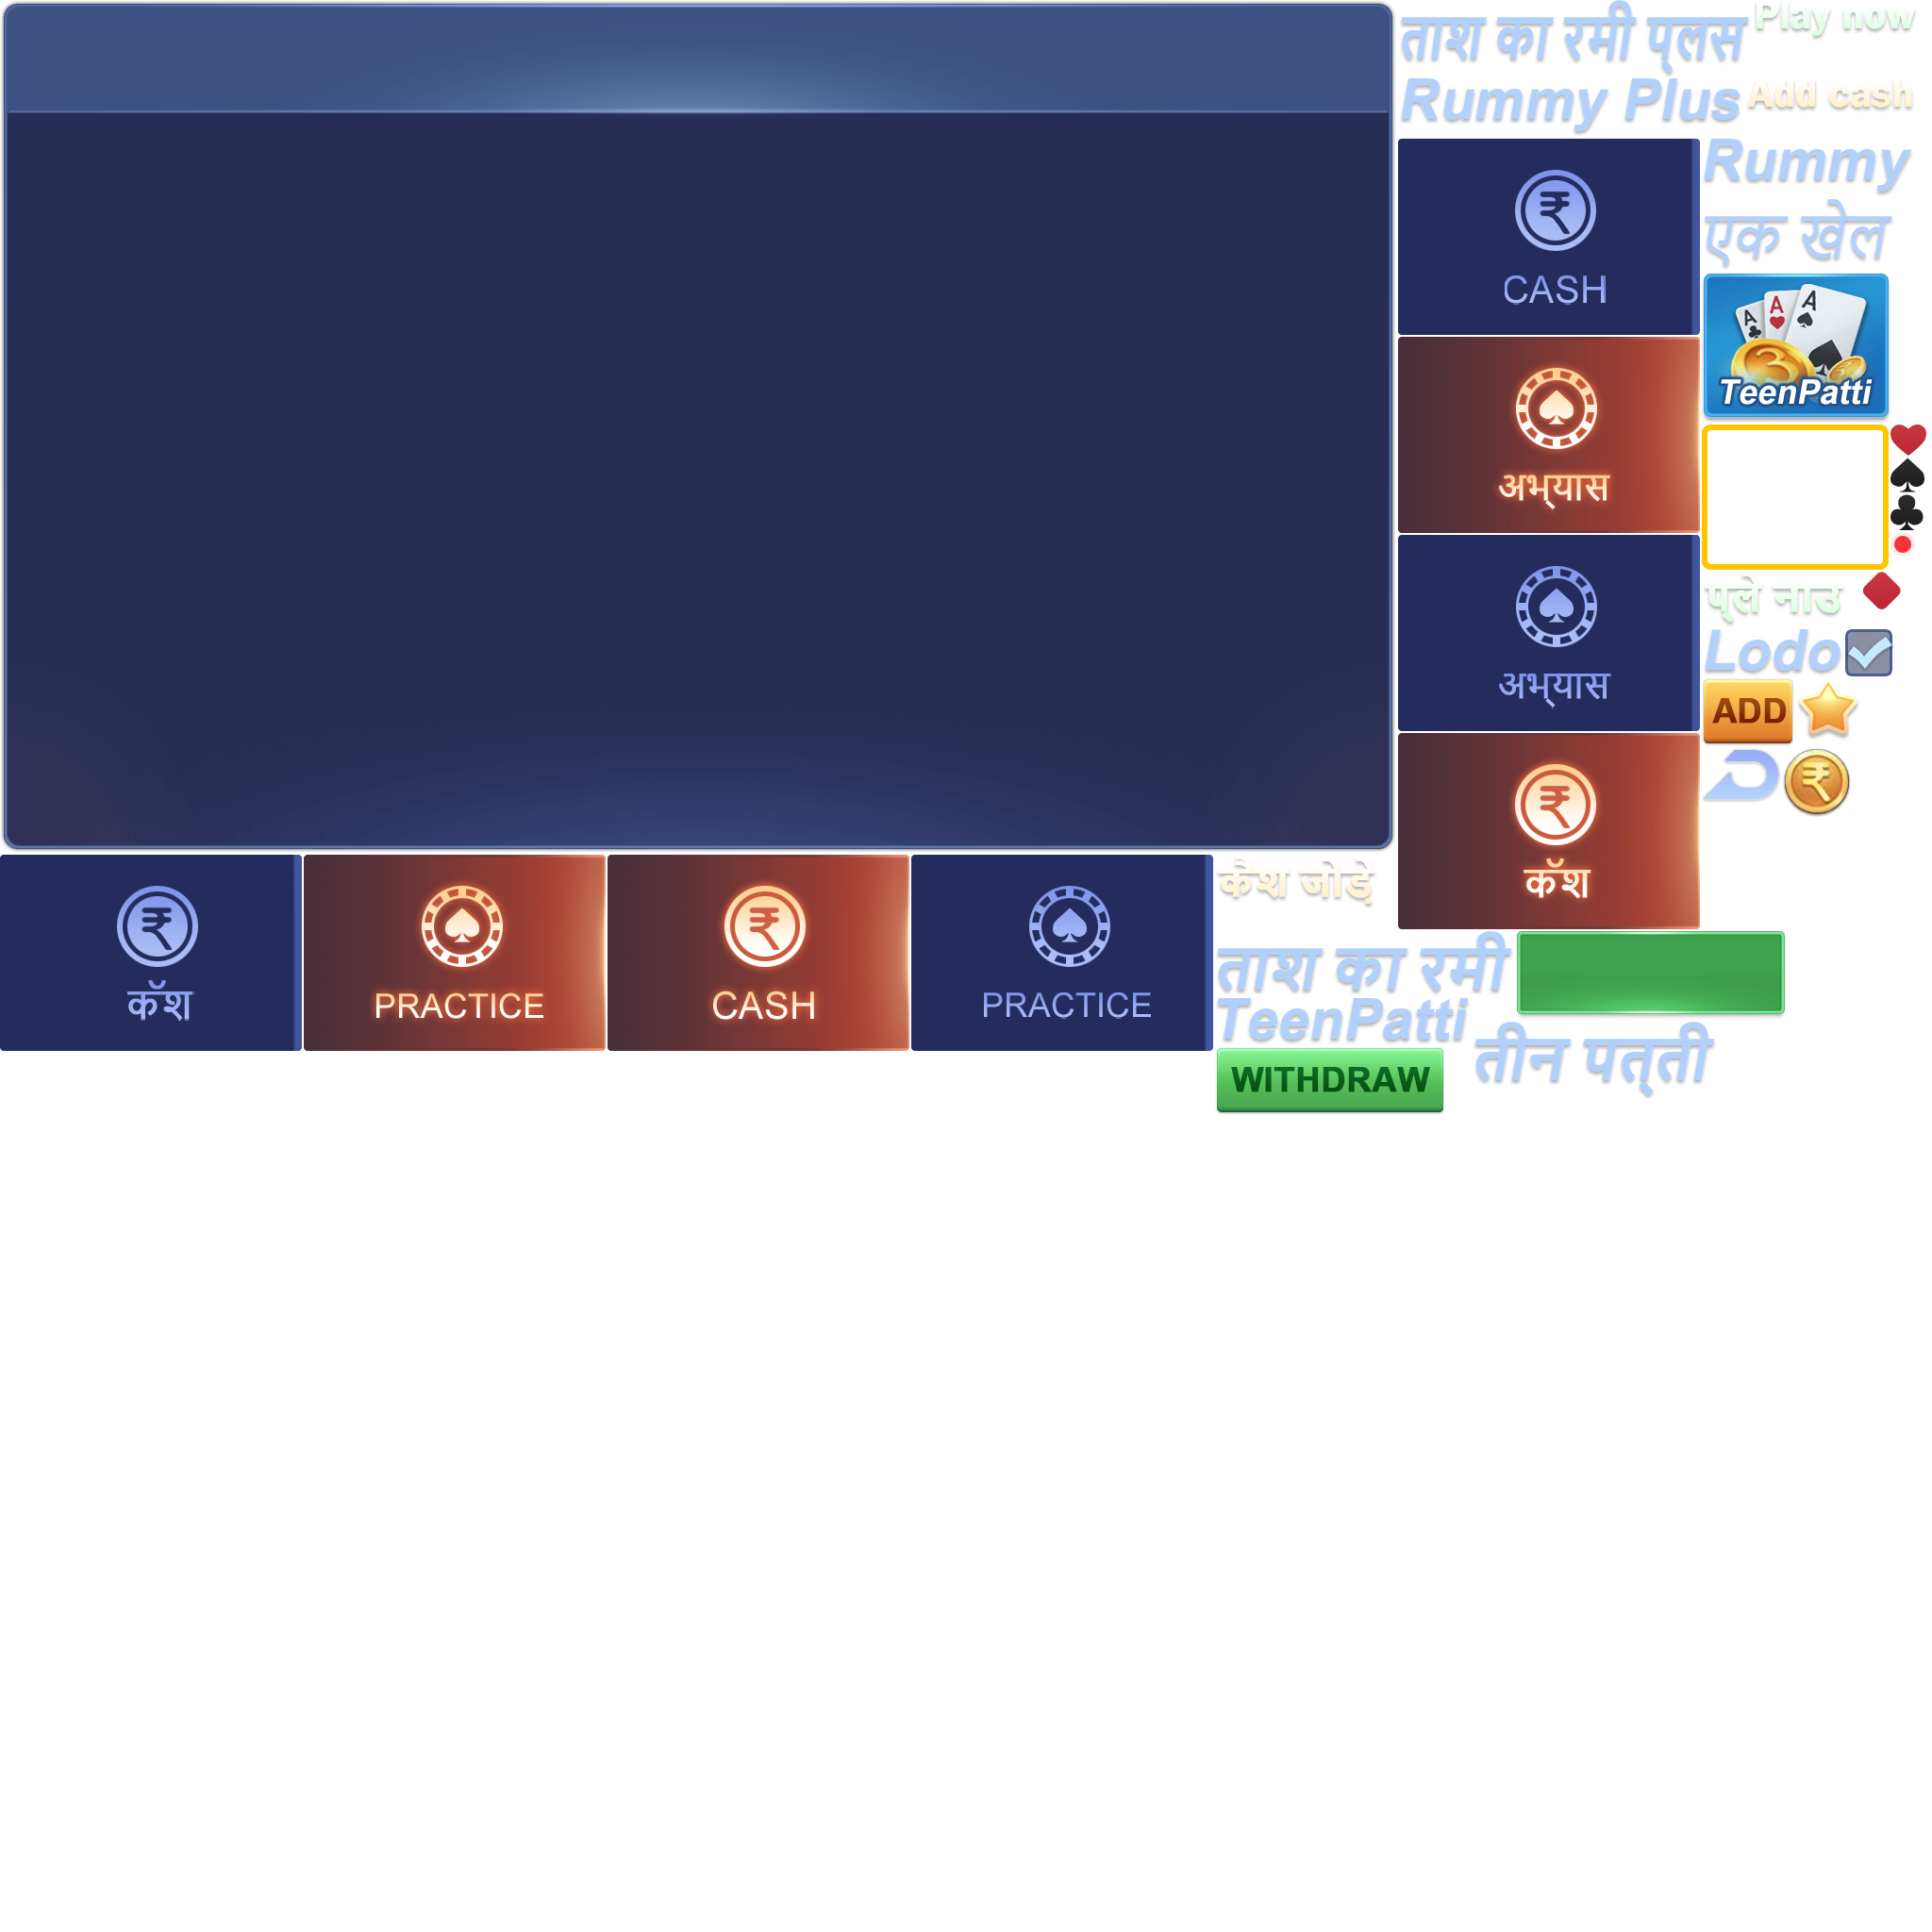 ताश का रमी प्लस
Play now
Rummy Plus
Add cash
Rummy
एक खेल
₹
CASH
A A A
TeenPatti
अभ्यास
प्ले नाउ
Lodo
अभ्यास
ADD
₹
₹
कॅश
₹
कॅश
PRACTICE
₹
CASH
PRACTICE
कैश जोड़े
ताश का रमी
TeenPatti
तीन पत्ती
WITHDRAW